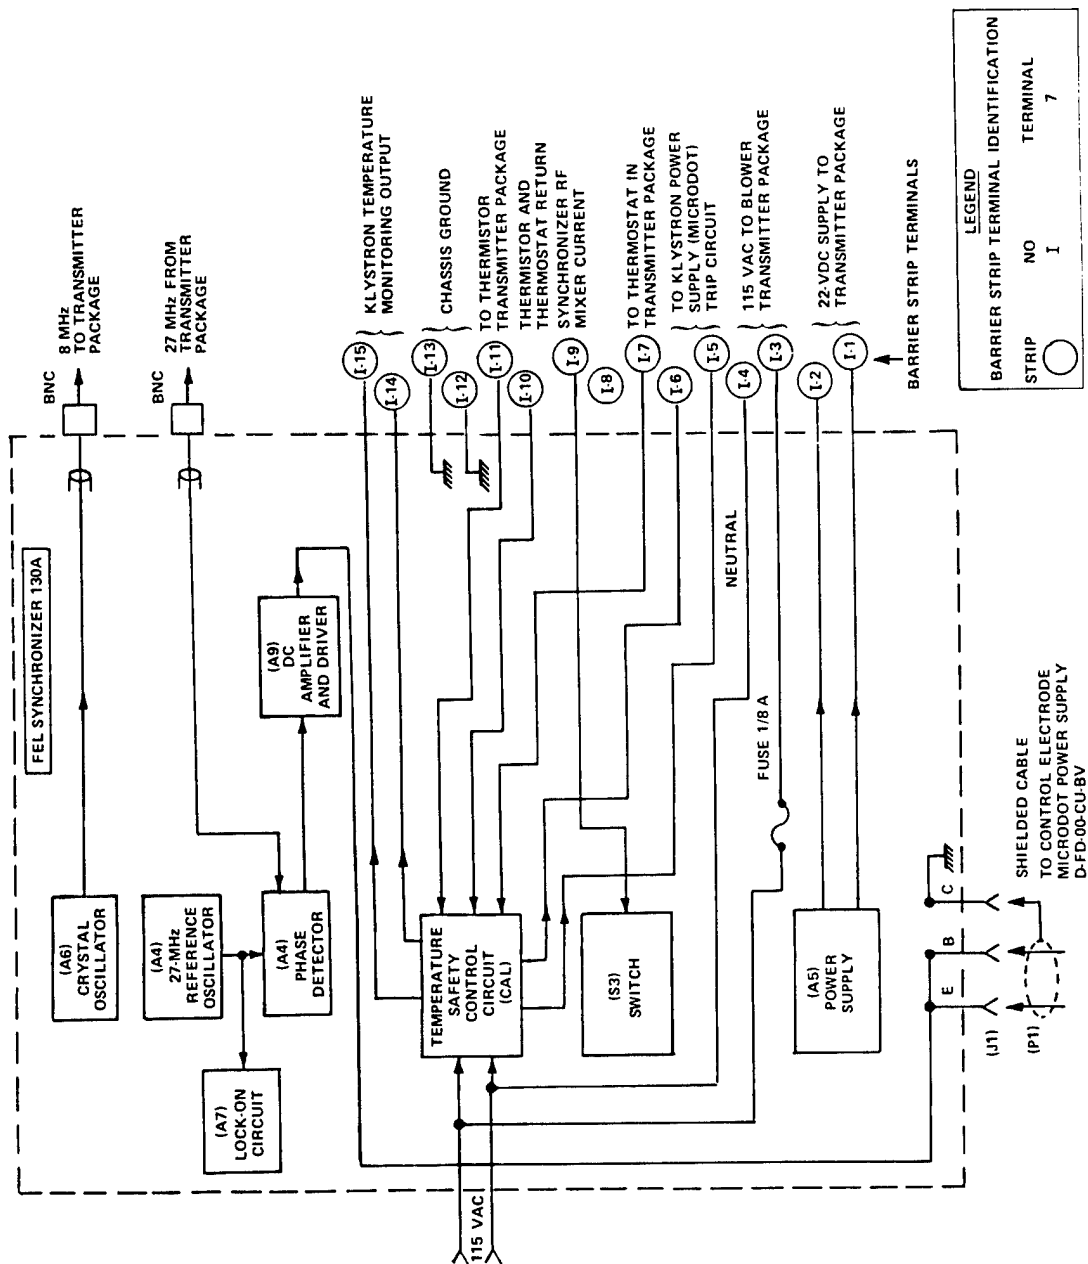 8 MHz
TO TRANSMITTER
PACKAGE
BNC
27 MHz FROM
TRANSMITTER
PACKAGE
BNC
FEL SYNCHRONIZER 130A
(A6)
CRYSTAL
OSCILLATOR
(A4)
27-MHz
REFERENCE
OSCILLATOR
(A4)
PHASE
DETECTOR
(A7)
LOCK-ON
CIRCUIT
(A9)
DC
AMPLIFIER
AND DRIVER
TEMPERATURE
SAFETY
CONTROL
CIRCUIT
(CAL)
(S3)
SWITCH
(A5)
POWER
SUPPLY
115 VAC
NEUTRAL
FUSE 1/8 A
I-15
I-14
KLYSTRON TEMPERATURE
MONITORING OUTPUT
I-13
I-12
CHASSIS GROUND
I-11
TO THERMISTOR
TRANSMITTER PACKAGE
I-10
THERMISTOR AND
THERMOSTAT RETURN
I-9
SYNCHRONIZER RF
MIXER CURRENT
I-8
I-7
TO THERMOSTAT IN
TRANSMITTER PACKAGE
I-6
I-5
TO KLYSTRON POWER
SUPPLY (MICRODOT)
TRIP CIRCUIT
I-4
I-3
115 VAC TO BLOWER
TRANSMITTER PACKAGE
I-2
I-1
22-VDC SUPPLY TO
TRANSMITTER PACKAGE
BARRIER STRIP TERMINALS
E
B
C
(J1)
(P1)
SHIELDED CABLE
TO CONTROL ELECTRODE
MICRODOT POWER SUPPLY
D-FD-00-CU-BV
LEGEND
BARRIER STRIP TERMINAL IDENTIFICATION
STRIP NO TERMINAL
I 7